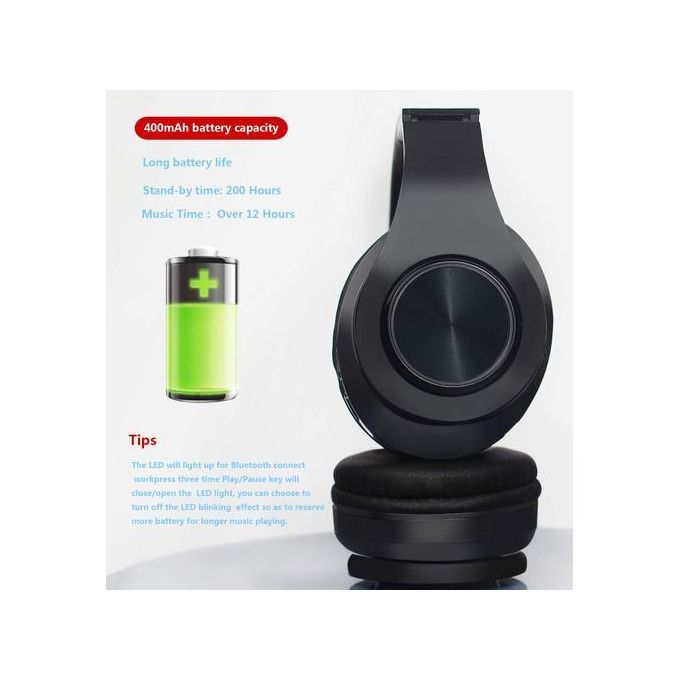 400mAh battery capacity
Long battery life
Stand-by time: 200 Hours
Music Time : Over 12 Hours
Tips
The LED will light up for Bluetooth connect
workpress three time Play/Pause key will
close/open the LED light, you can choose to
turn off the LED blinking effect so as to reserve
more battery for longer music playing.